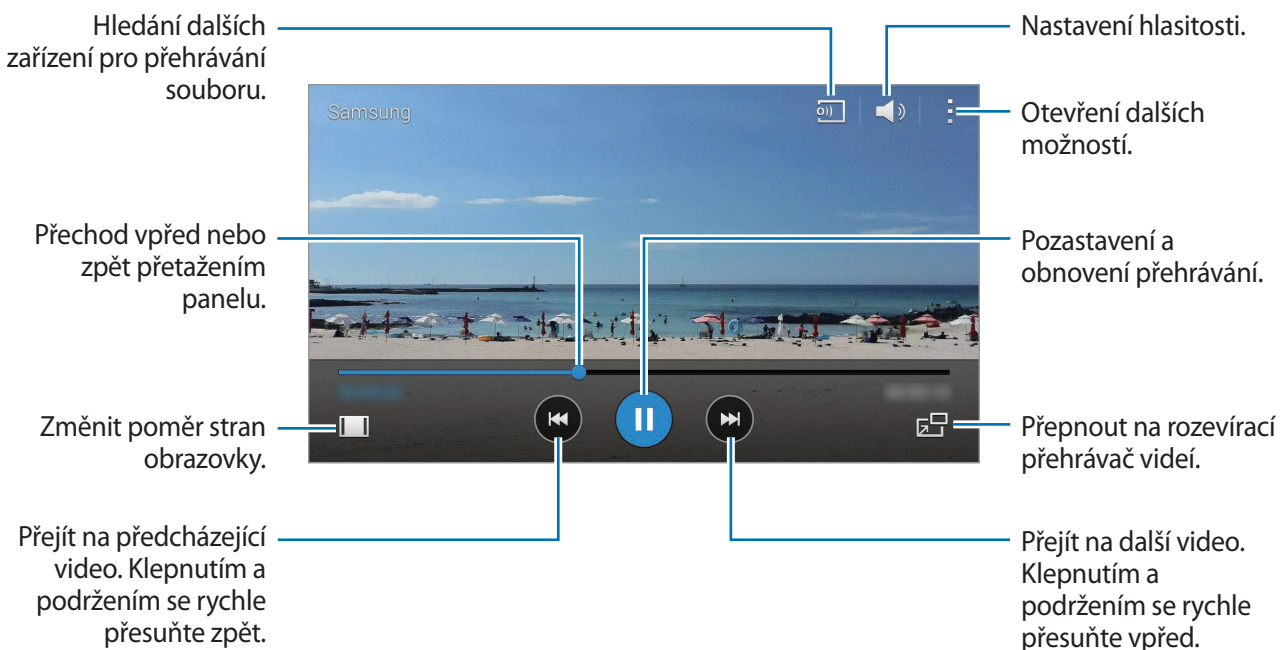 Hledání dalších
zařízení pro přehrávání
souboru.
Nastavení hlasitosti.
Samsung
Otevření dalších
možností.
Přechod vpřed nebo
zpět přetažením
panelu.
Pozastavení a
obnovení přehrávání.
Změnit poměr stran
obrazovky.
Přepnout na rozevírací
přehrávač videí.
Přejít na předcházející
video. Klepnutím a
podržením se rychle
přesuňte zpět.
Přejít na další video.
Klepnutím a
podržením se rychle
přesuňte vpřed.